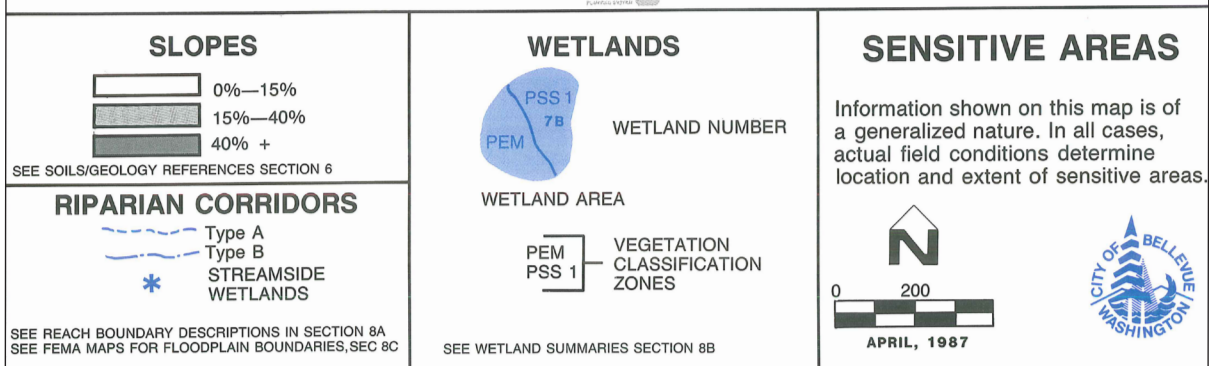 SLOPES
0%—15%
15%—40%
40% +
SEE SOILS/GEOLOGY REFERENCES SECTION 6
RIPARIAN CORRIDORS
Type A
Type B
* STREAMSIDE
WETLANDS
SEE REACH BOUNDARY DESCRIPTIONS IN SECTION 8A
SEE FEMA MAPS FOR FLOODPLAIN BOUNDARIES,SEC 8C
WETLANDS
PSS 1
7B
PEM
WETLAND NUMBER
WETLAND AREA
PEM
PSS 1
VEGETATION
CLASSIFICATION
ZONES
SEE WETLAND SUMMARIES SECTION 8B
SENSITIVE AREAS
Information shown on this map is of
a generalized nature. In all cases,
actual field conditions determine
location and extent of sensitive areas.
N
0 200
APRIL, 1987
CITY OF BELLEVUE
WASHINGTON